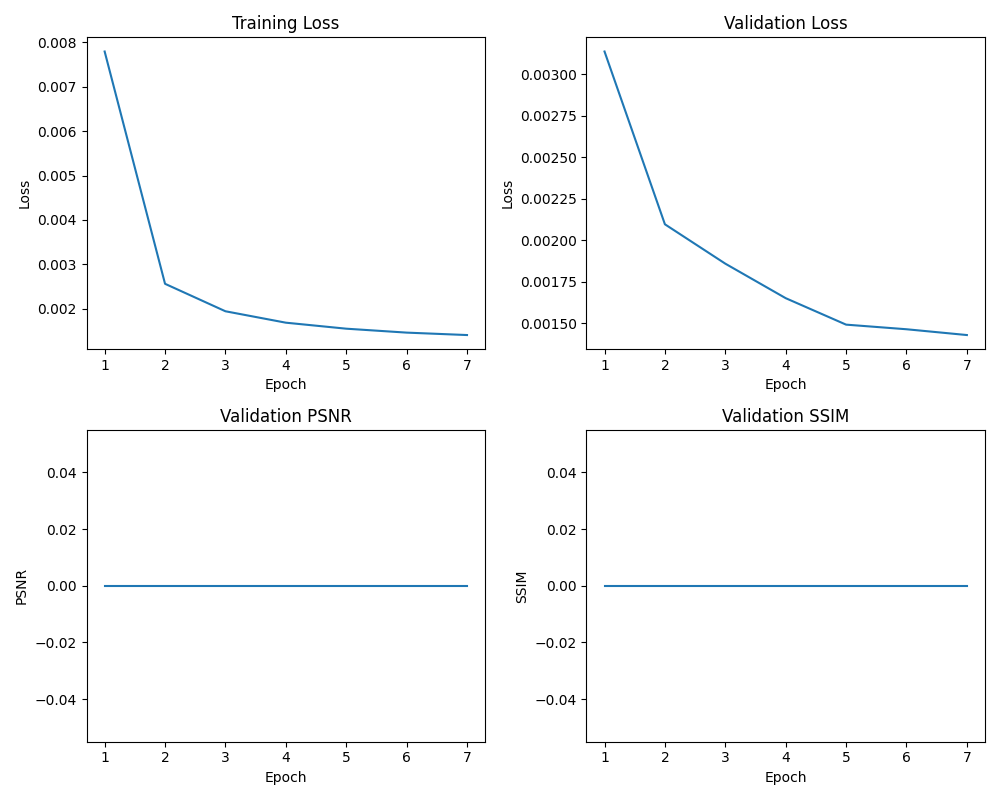 Training Loss
Loss
0.008
0.007
0.006
0.005
0.004
0.003
0.002
1 2 3 4 5 6 7
Epoch
Validation Loss
Loss
0.00300
0.00275
0.00250
0.00225
0.00200
0.00175
0.00150
1 2 3 4 5 6 7
Epoch
Validation PSNR
PSNR
0.04
0.02
0.00
−0.02
−0.04
1 2 3 4 5 6 7
Epoch
Validation SSIM
SSIM
0.04
0.02
0.00
−0.02
−0.04
1 2 3 4 5 6 7
Epoch